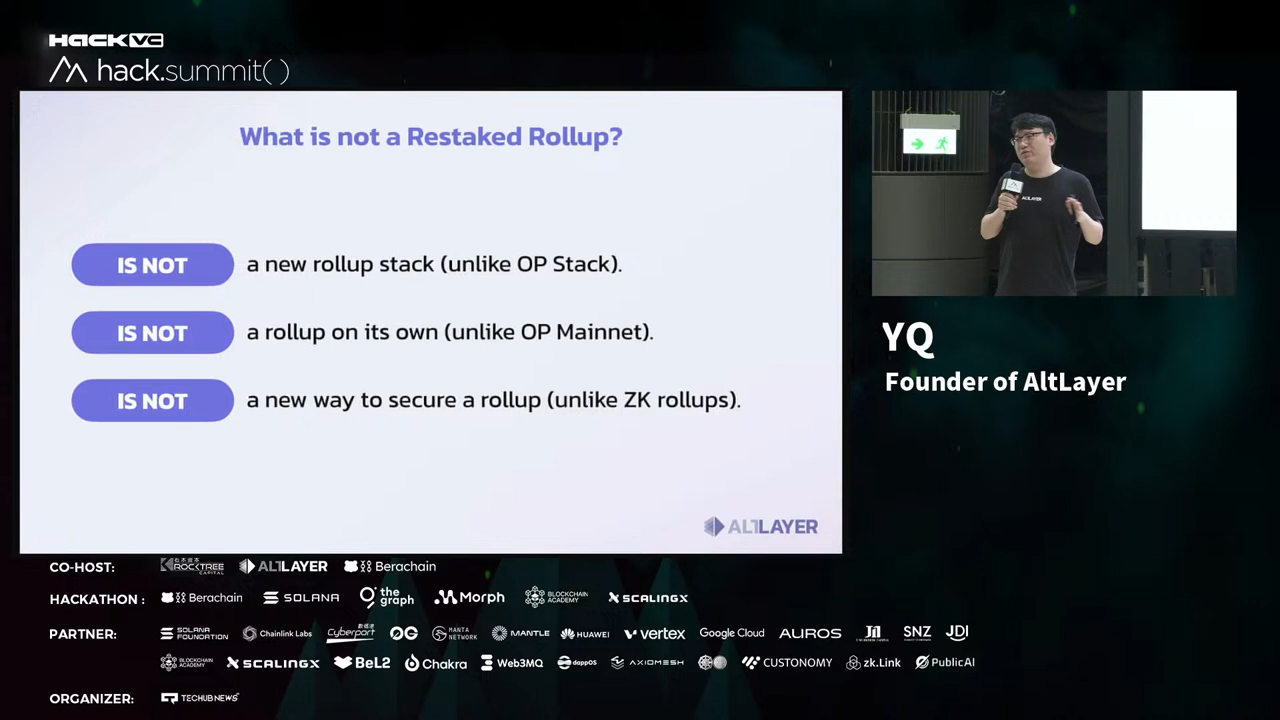 HACK VC
hack.summit()
What is not a Restaked Rollup?
IS NOT a new rollup stack (unlike OP Stack).
IS NOT a rollup on its own (unlike OP Mainnet).
IS NOT a new way to secure a rollup (unlike ZK rollups).
ALTLAYER
ALTLAYER
YQ
Founder of AltLayer
CO-HOST: ROCKTREE CAPITAL ALTLAYER Berachain
HACKATHON : Berachain SOLANA the graph Morph BLOCKCHAIN ACADEMY SCALINGX
PARTNER: SOLANA FOUNDATION Chainlink Labs Cyberport 0G MANTA NETWORK MANTLE HUAWEI vertex Google Cloud AUROS SNZ JDI
BLOCKCHAIN ACADEMY SCALINGX BeL2 Chakra Web3MQ dappOS AXIOMESH CUSTONOMY zk.Link PublicAI
ORGANIZER: TECHUB NEWS